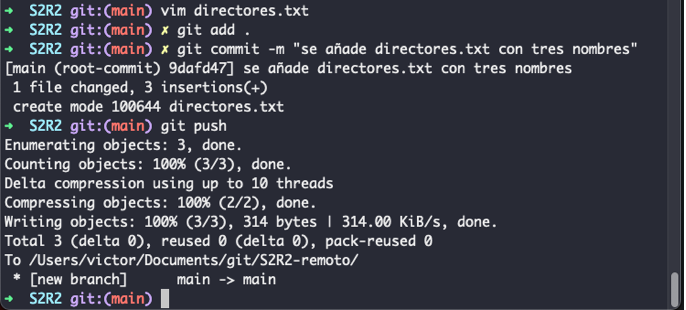 ➜  S2R2 git:(main) vim directores.txt
➜  S2R2 git:(main) ✗ git add .
➜  S2R2 git:(main) ✗ git commit -m "se añade directores.txt con tres nombres"
[main (root-commit) 9dafd47] se añade directores.txt con tres nombres
 1 file changed, 3 insertions(+)
 create mode 100644 directores.txt
➜  S2R2 git:(main) git push
Enumerating objects: 3, done.
Counting objects: 100% (3/3), done.
Delta compression using up to 10 threads
Compressing objects: 100% (2/2), done.
Writing objects: 100% (3/3), 314 bytes | 314.00 KiB/s, done.
Total 3 (delta 0), reused 0 (delta 0), pack-reused 0
To /Users/victor/Documents/git/S2R2-remoto/
 * [new branch]      main -> main
➜  S2R2 git:(main)